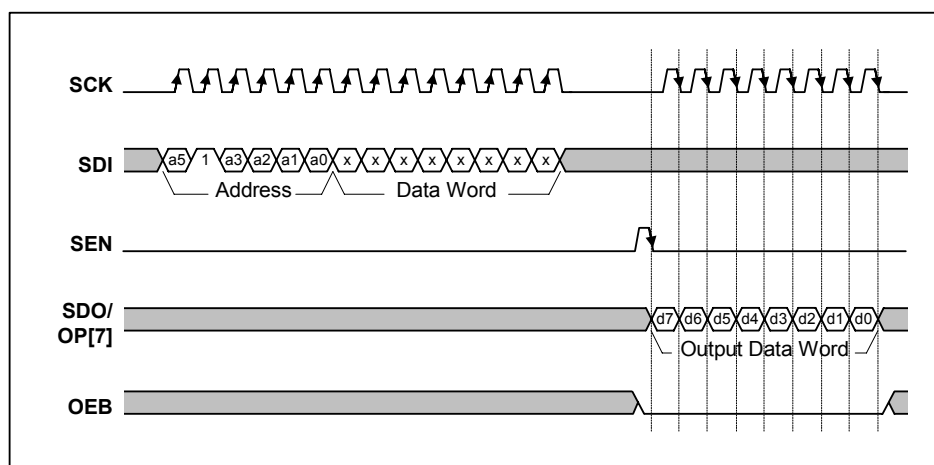 SCK
SDI
a5 1 a3 a2 a1 a0 x x x x x x x x
Address Data Word
SEN
SDO/
OP[7]
d7 d6 d5 d4 d3 d2 d1 d0
Output Data Word
OEB